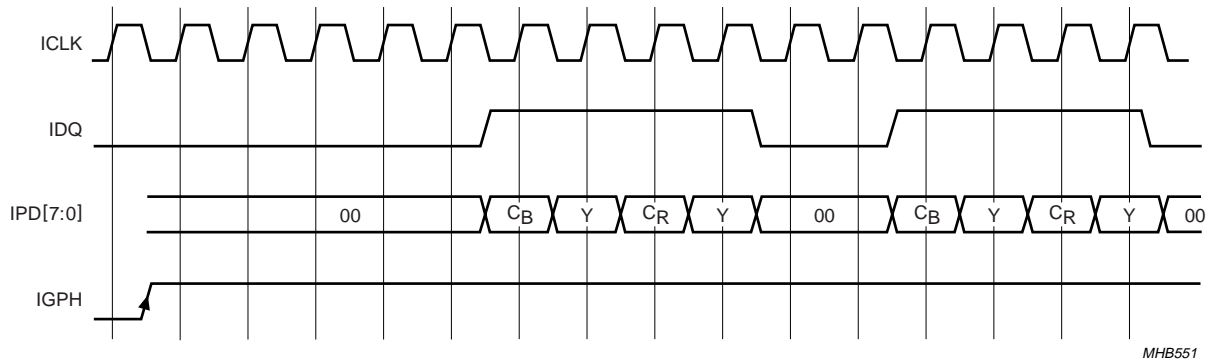 ICLK
IDQ
IPD[7:0] 00 CB Y CR Y 00 CB Y CR Y 00
IGPH
MHB551